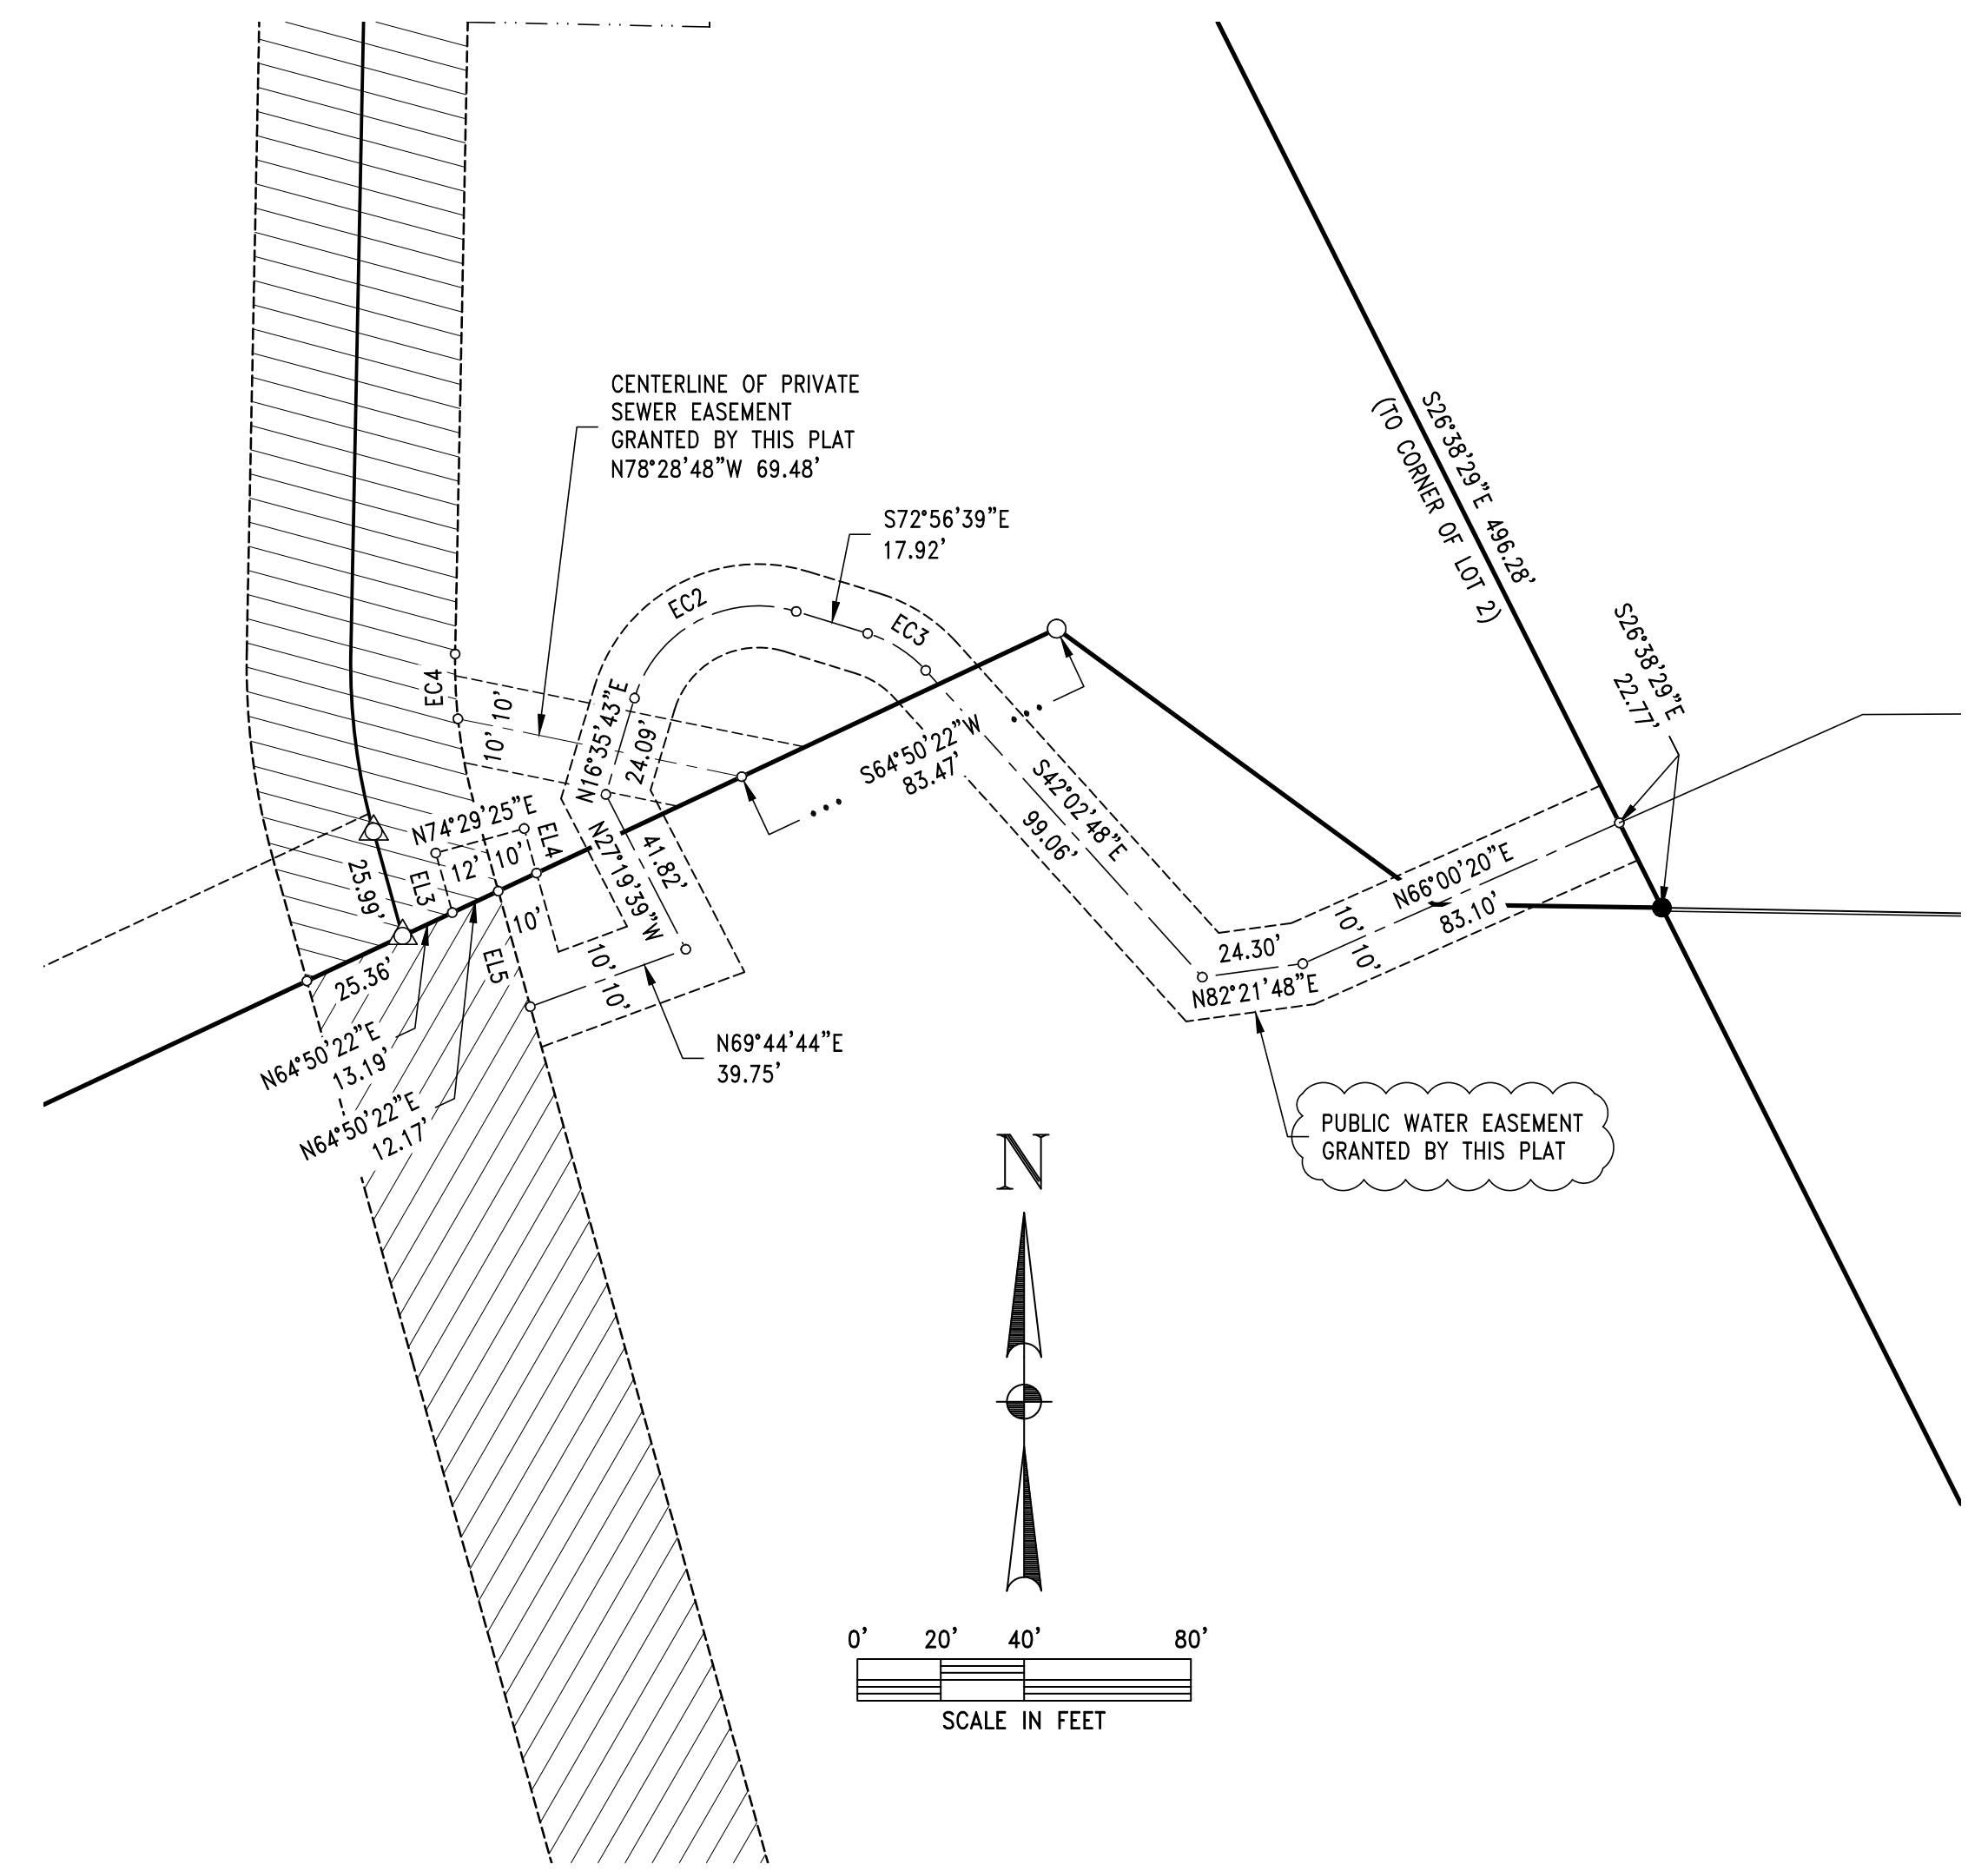 CENTERLINE OF PRIVATE
SEWER EASEMENT
GRANTED BY THIS PLAT
N78°28'48"W 69.48'
S72°56'39"E
17.92'
S26°38'29"E 496.28'
(TO CORNER OF LOT 2)
S26°38'29"E
22.77'
EC2
EC3
EC4
10'
10'
N16°35'43"E
24.09'
S64°50'22"W
83.47'
S42°02'48"E
99.06'
N74°29'25"E
12'
10'
EL4
EL3
25.99'
N27°19'39"W
41.82'
N66°00'20"E
83.10'
10'
10'
10'
EL5
10'
10'
25.36'
24.30'
N82°21'48"E
N64°50'22"E
13.19'
N64°50'22"E
12.17'
N69°44'44"E
39.75'
PUBLIC WATER EASEMENT
GRANTED BY THIS PLAT
N
0' 20' 40' 80'
SCALE IN FEET